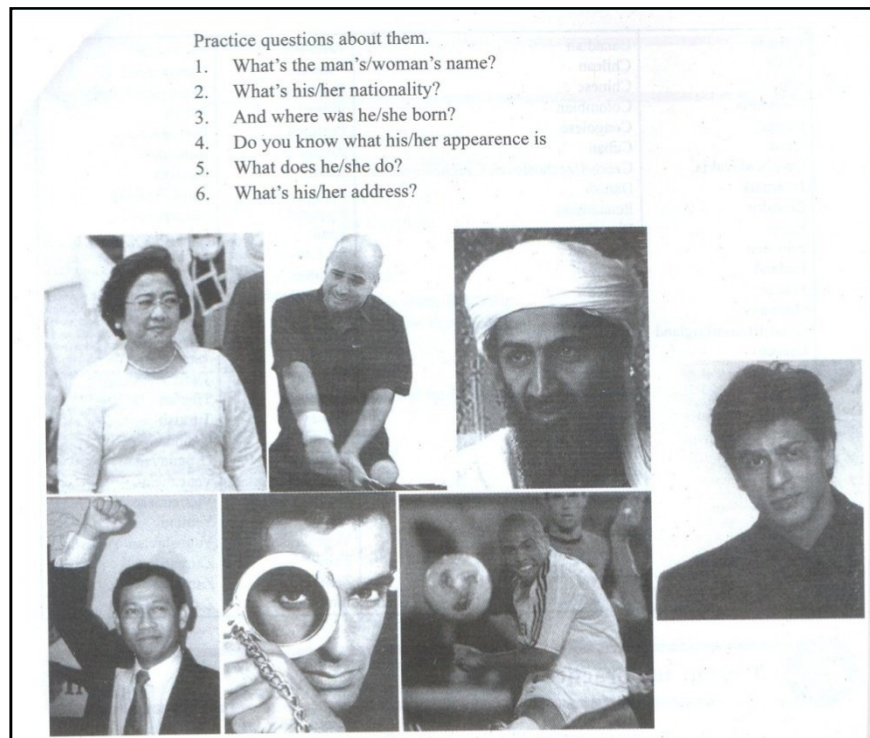 Practice questions about them.
1. What's the man's/woman's name?
2. What's his/her nationality?
3. And where was he/she born?
4. Do you know what his/her appearence is
5. What does he/she do?
6. What's his/her address?